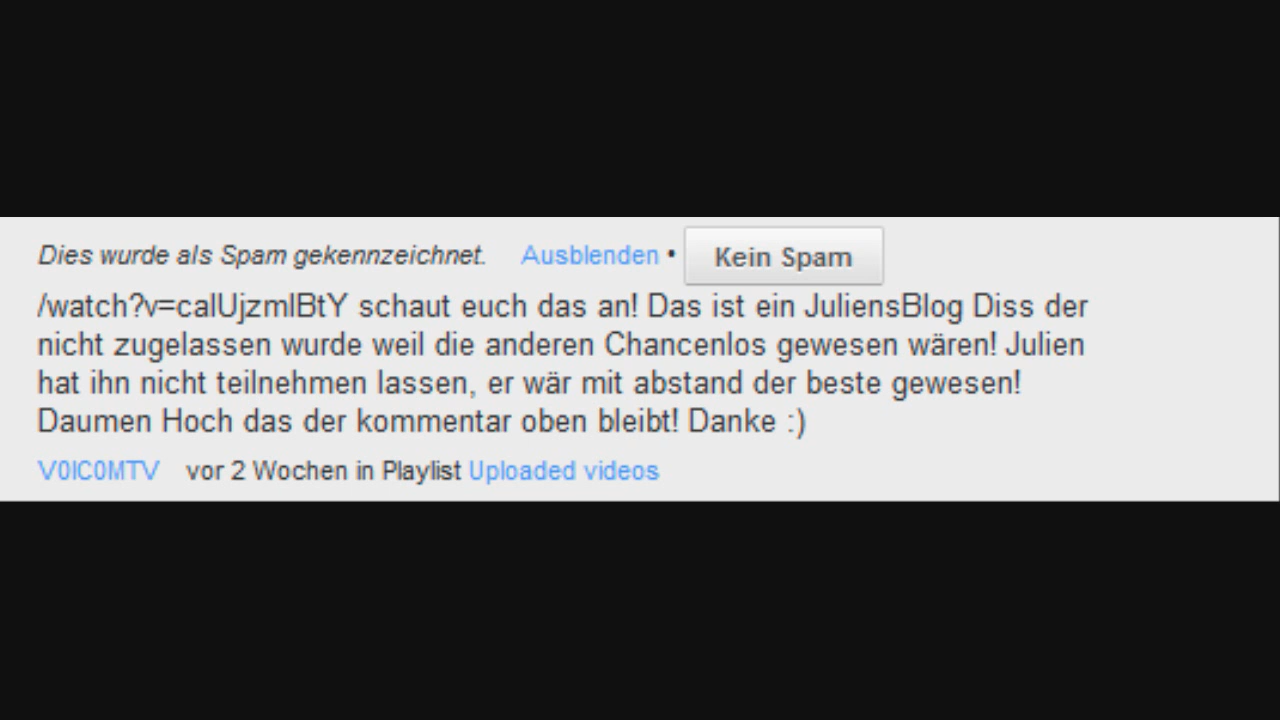 Dies wurde als Spam gekennzeichnet. Ausblenden • Kein Spam
/watch?v=calUjzmlBtY schaut euch das an! Das ist ein JuliensBlog Diss der
nicht zugelassen wurde weil die anderen Chancenlos gewesen wären! Julien
hat ihn nicht teilnehmen lassen, er wär mit abstand der beste gewesen!
Daumen Hoch das der kommentar oben bleibt! Danke :)
V0IC0MTV vor 2 Wochen in Playlist Uploaded videos